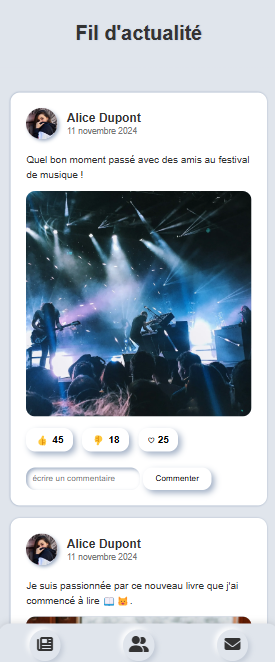 Fil d'actualité
Alice Dupont
11 novembre 2024
Quel bon moment passé avec des amis au festival
de musique !
👍 45 👎 18 ♡ 25
écrire un commentaire Commenter
Alice Dupont
11 novembre 2024
Je suis passionnée par ce nouveau livre que j'ai
commencé à lire 📖 😸 .